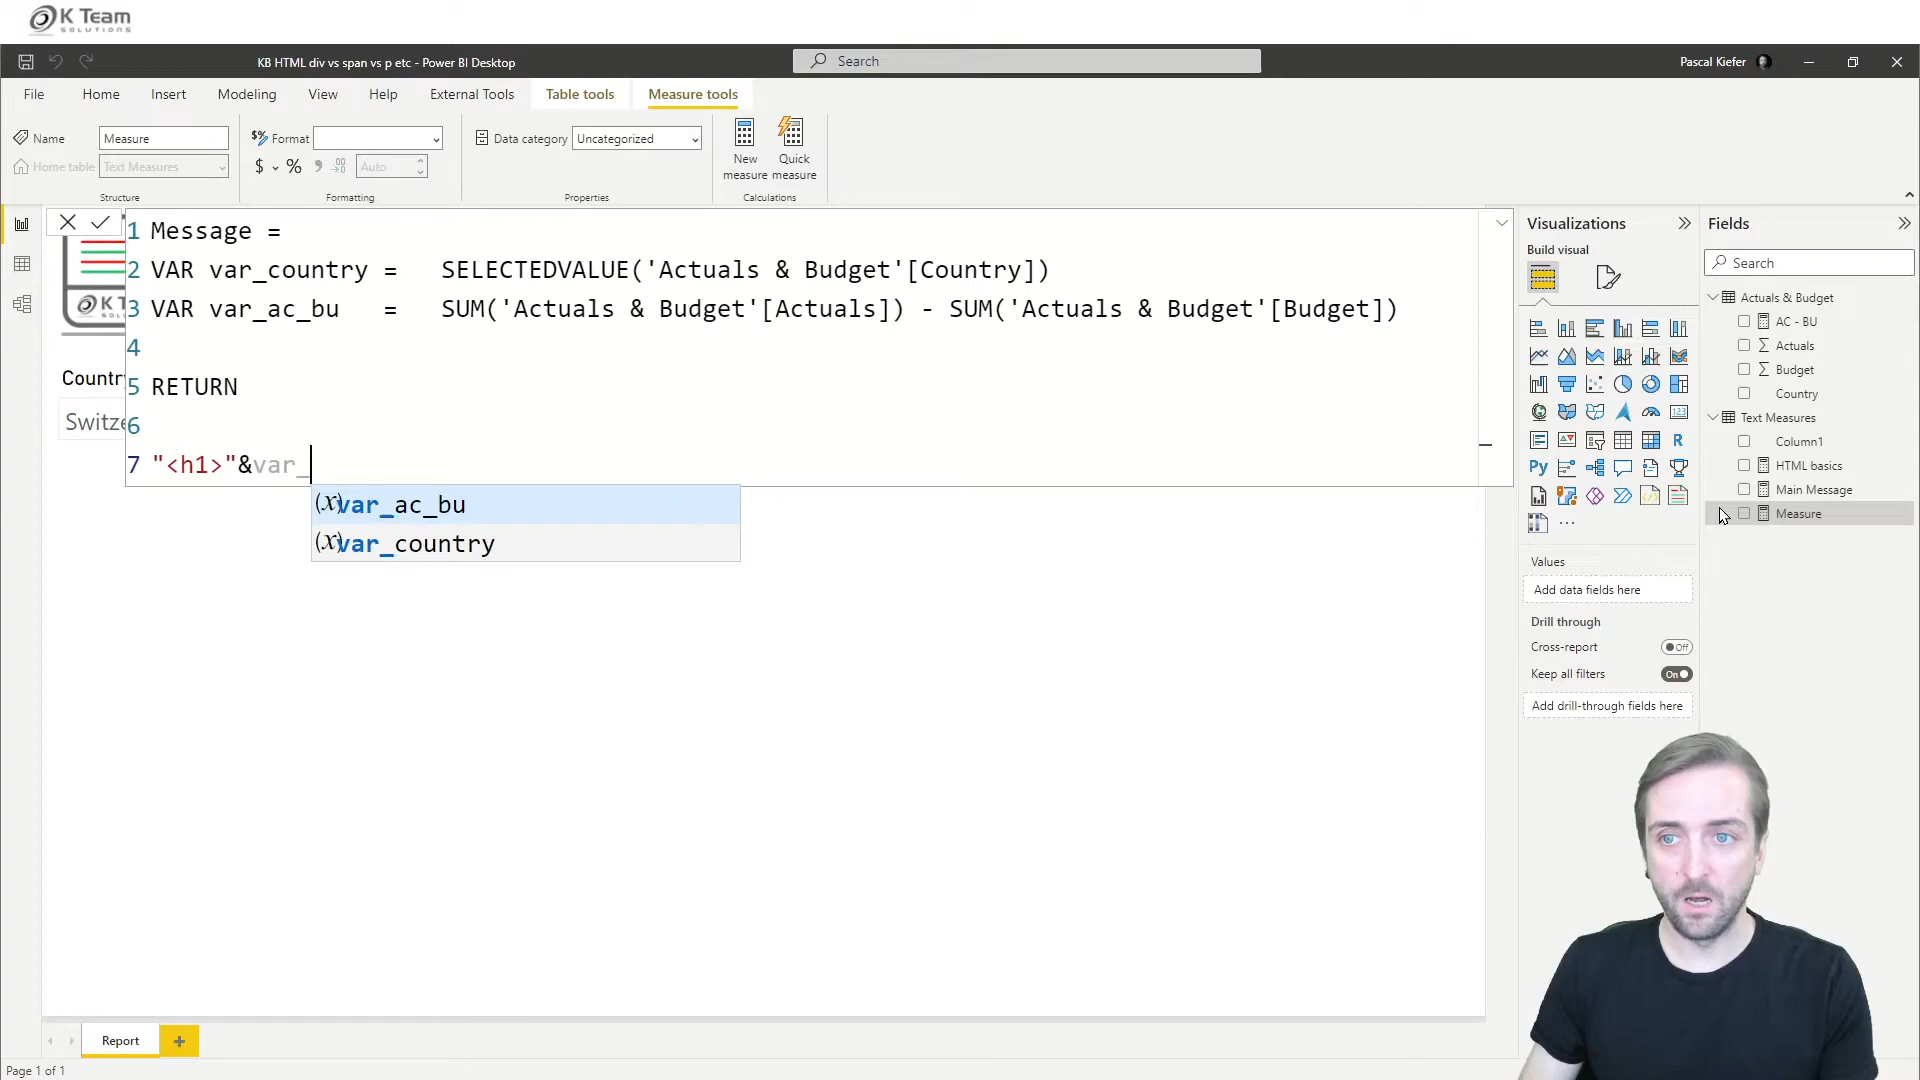 K Team
SOLUTIONS
KB HTML div vs span vs p etc - Power BI Desktop
Search
Pascal Kiefer
File
Home
Insert
Modeling
View
Help
External Tools
Table tools
Measure tools
Name
Measure
Home table
Text Measures
Structure
$% Format
$ % Auto
Formatting
Data category
Uncategorized
Properties
New measure
Quick measure
Calculations
1 Message =
2 VAR var_country = SELECTEDVALUE('Actuals & Budget'[Country])
3 VAR var_ac_bu = SUM('Actuals & Budget'[Actuals]) - SUM('Actuals & Budget'[Budget])
4
5 RETURN
6
7 "<h1>"&var_
(x) var_ac_bu
(x) var_country
K T
SOL
Country
Switze
Visualizations
Build visual
123
R
Py
Values
Add data fields here
Drill through
Cross-report
Off
Keep all filters
On
Add drill-through fields here
Fields
Search
Actuals & Budget
AC - BU
∑ Actuals
∑ Budget
Country
Text Measures
Column1
HTML basics
Main Message
Measure
Report
+
Page 1 of 1